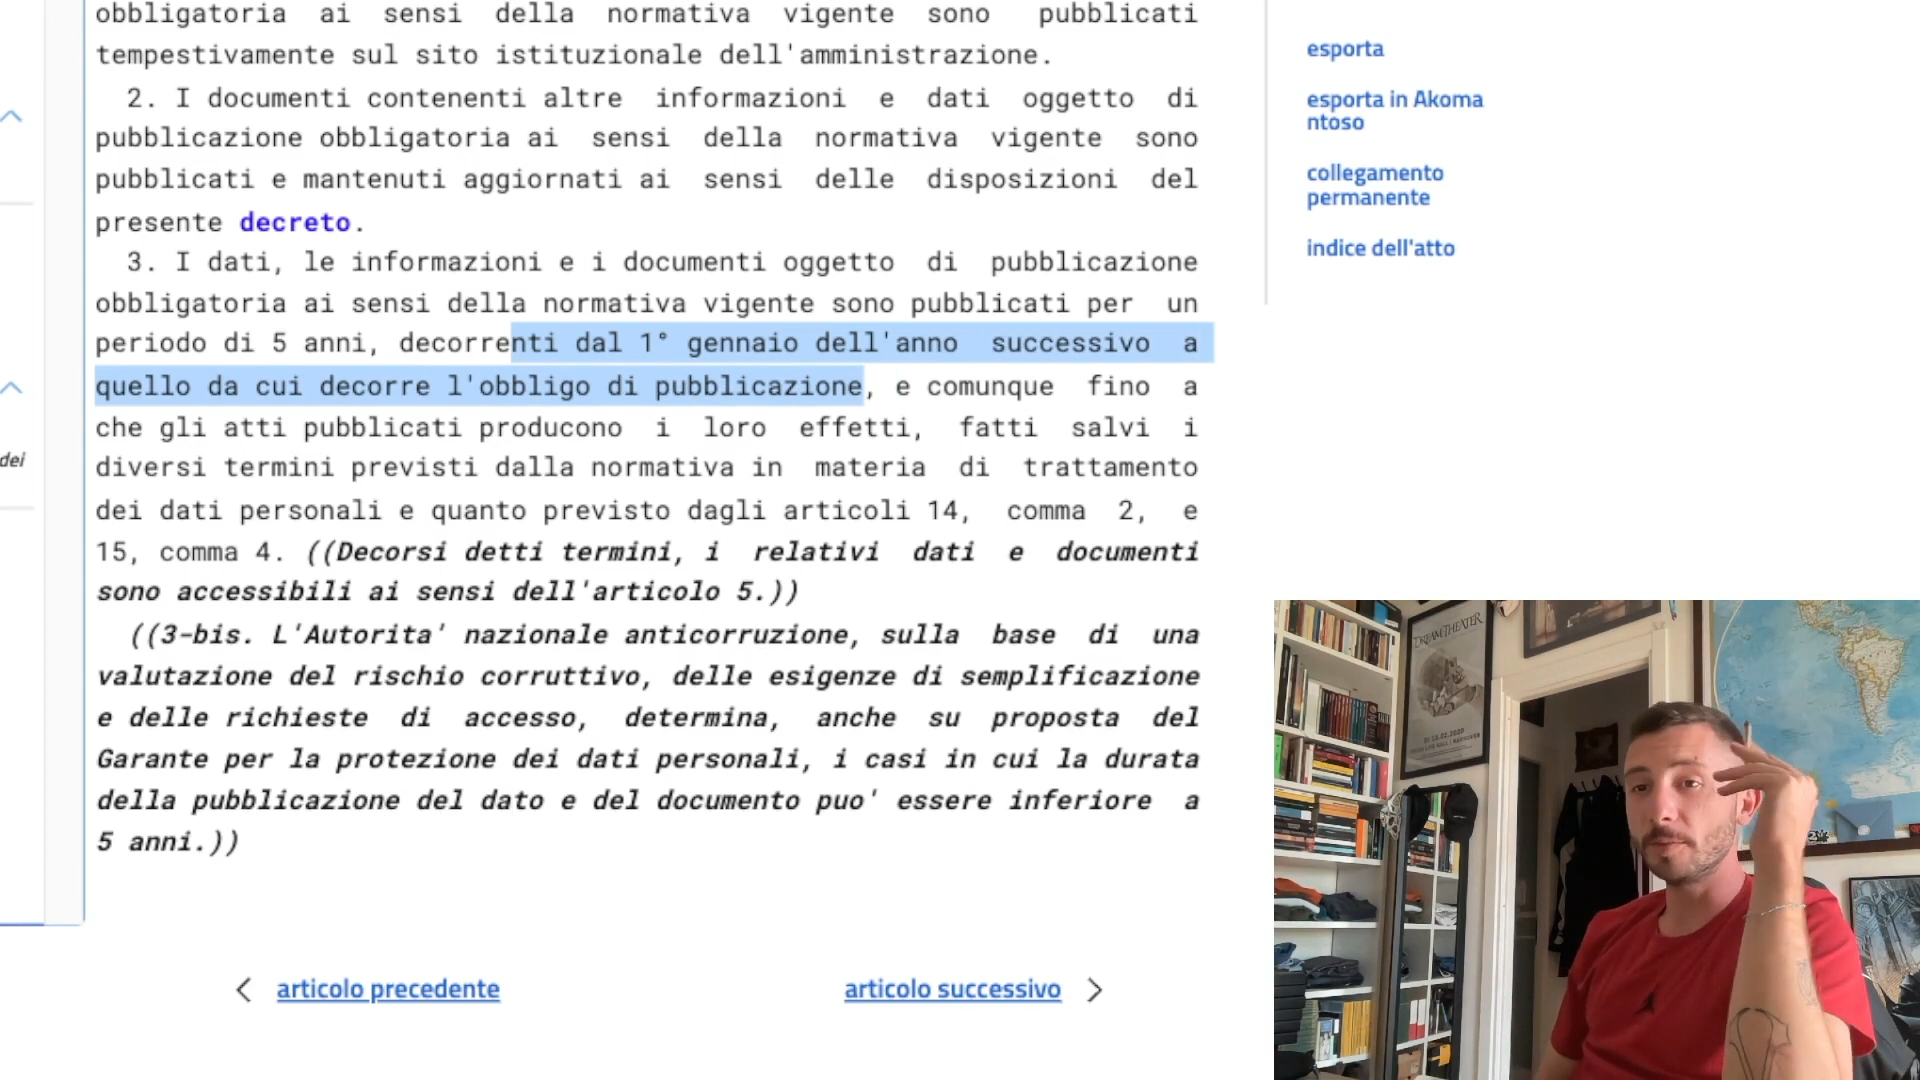 obbligatoria ai sensi della normativa vigente sono pubblicati
tempestivamente sul sito istituzionale dell'amministrazione.
2. I documenti contenenti altre informazioni e dati oggetto di
pubblicazione obbligatoria ai sensi della normativa vigente sono
pubblicati e mantenuti aggiornati ai sensi delle disposizioni del
presente decreto.
3. I dati, le informazioni e i documenti oggetto di pubblicazione
obbligatoria ai sensi della normativa vigente sono pubblicati per un
periodo di 5 anni, decorrenti dal 1° gennaio dell'anno successivo a
quello da cui decorre l'obbligo di pubblicazione, e comunque fino a
che gli atti pubblicati producono i loro effetti, fatti salvi i
diversi termini previsti dalla normativa in materia di trattamento
dei dati personali e quanto previsto dagli articoli 14, comma 2, e
15, comma 4. ((Decorsi detti termini, i relativi dati e documenti
sono accessibili ai sensi dell'articolo 5.))
((3-bis. L'Autorita' nazionale anticorruzione, sulla base di una
valutazione del rischio corruttivo, delle esigenze di semplificazione
e delle richieste di accesso, determina, anche su proposta del
Garante per la protezione dei dati personali, i casi in cui la durata
della pubblicazione del dato e del documento puo' essere inferiore a
5 anni.))
dei
articolo precedente
articolo successivo
esporta
esporta in Akoma
ntoso
collegamento
permanente
indice dell'atto
DREAM THEATER